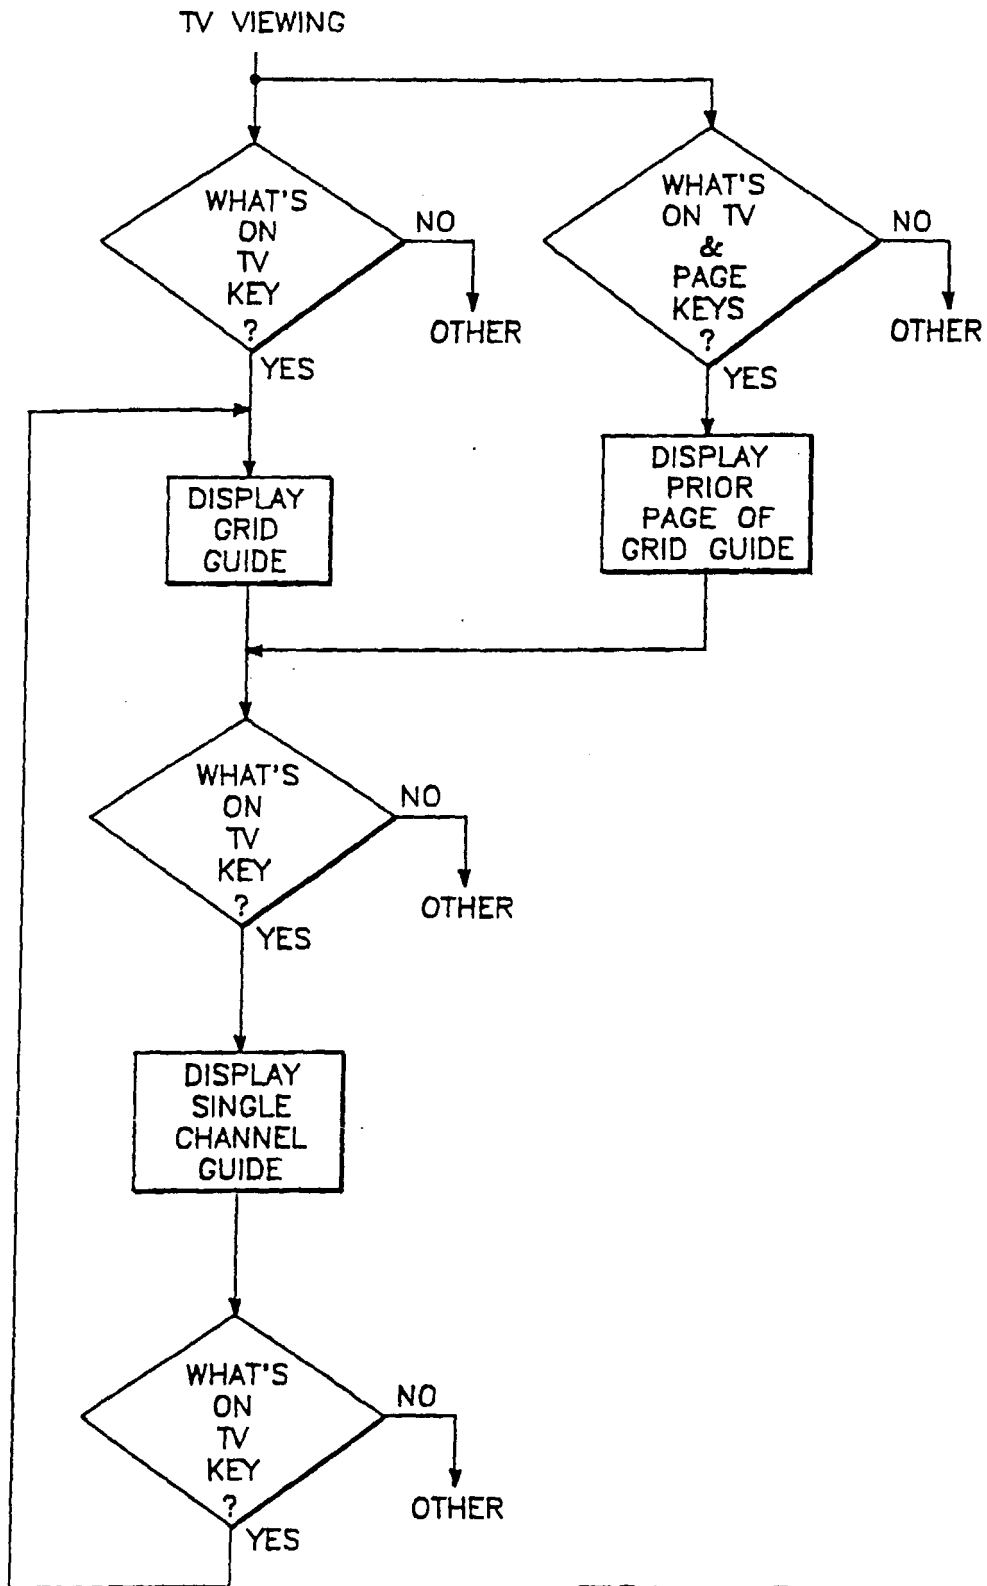 TV VIEWING
WHAT'S
ON
TV
KEY
?
NO
OTHER
YES
WHAT'S
ON TV
&
PAGE
KEYS
?
NO
OTHER
YES
DISPLAY
GRID
GUIDE
DISPLAY
PRIOR
PAGE OF
GRID GUIDE
WHAT'S
ON
TV
KEY
?
NO
OTHER
YES
DISPLAY
SINGLE
CHANNEL
GUIDE
WHAT'S
ON
TV
KEY
?
NO
OTHER
YES